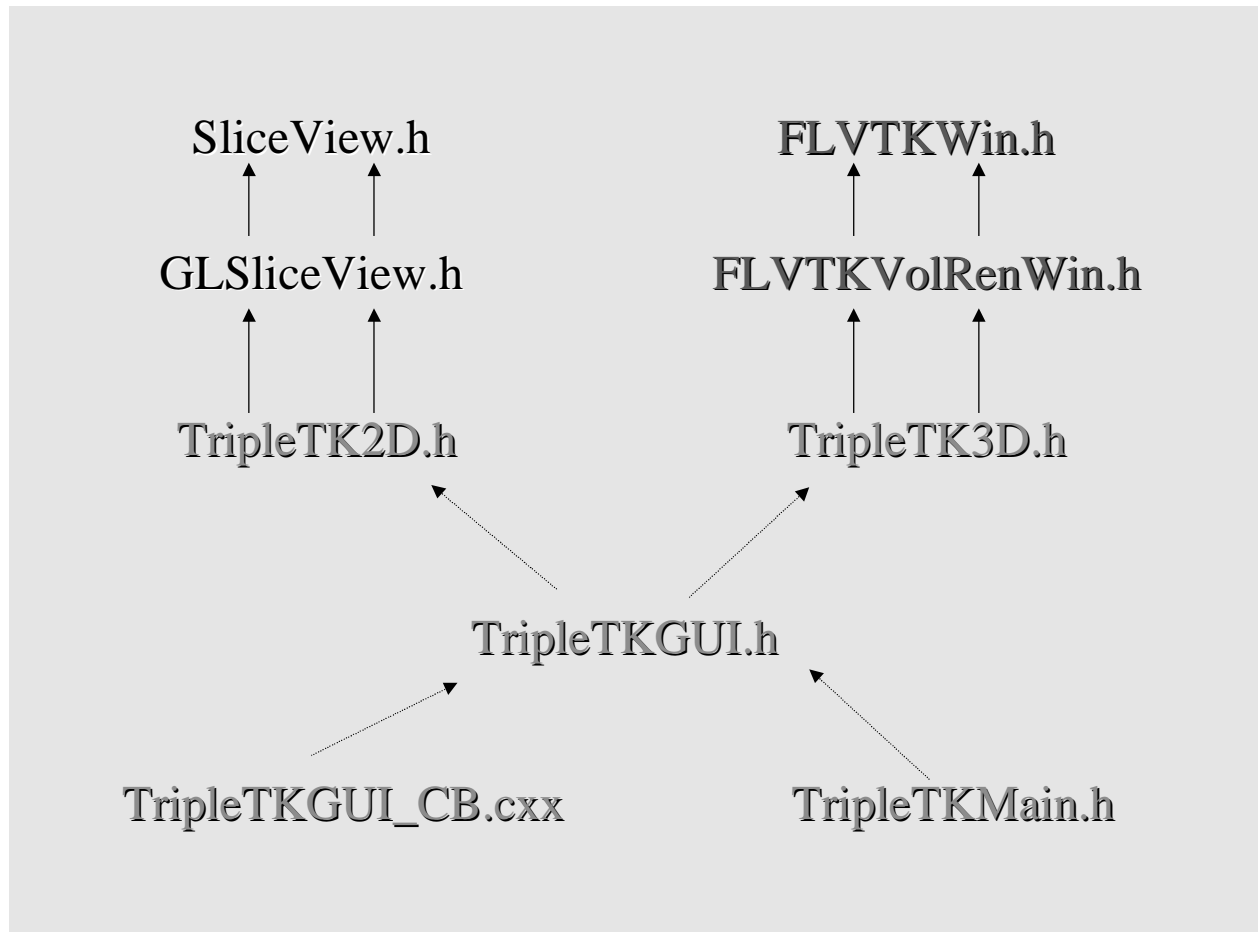 SliceView.h
FLVTKWin.h
GLSliceView.h
FLVTKVolRenWin.h
TripleTK2D.h
TripleTK3D.h
TripleTKGUI.h
TripleTKGUI_CB.cxx
TripleTKMain.h